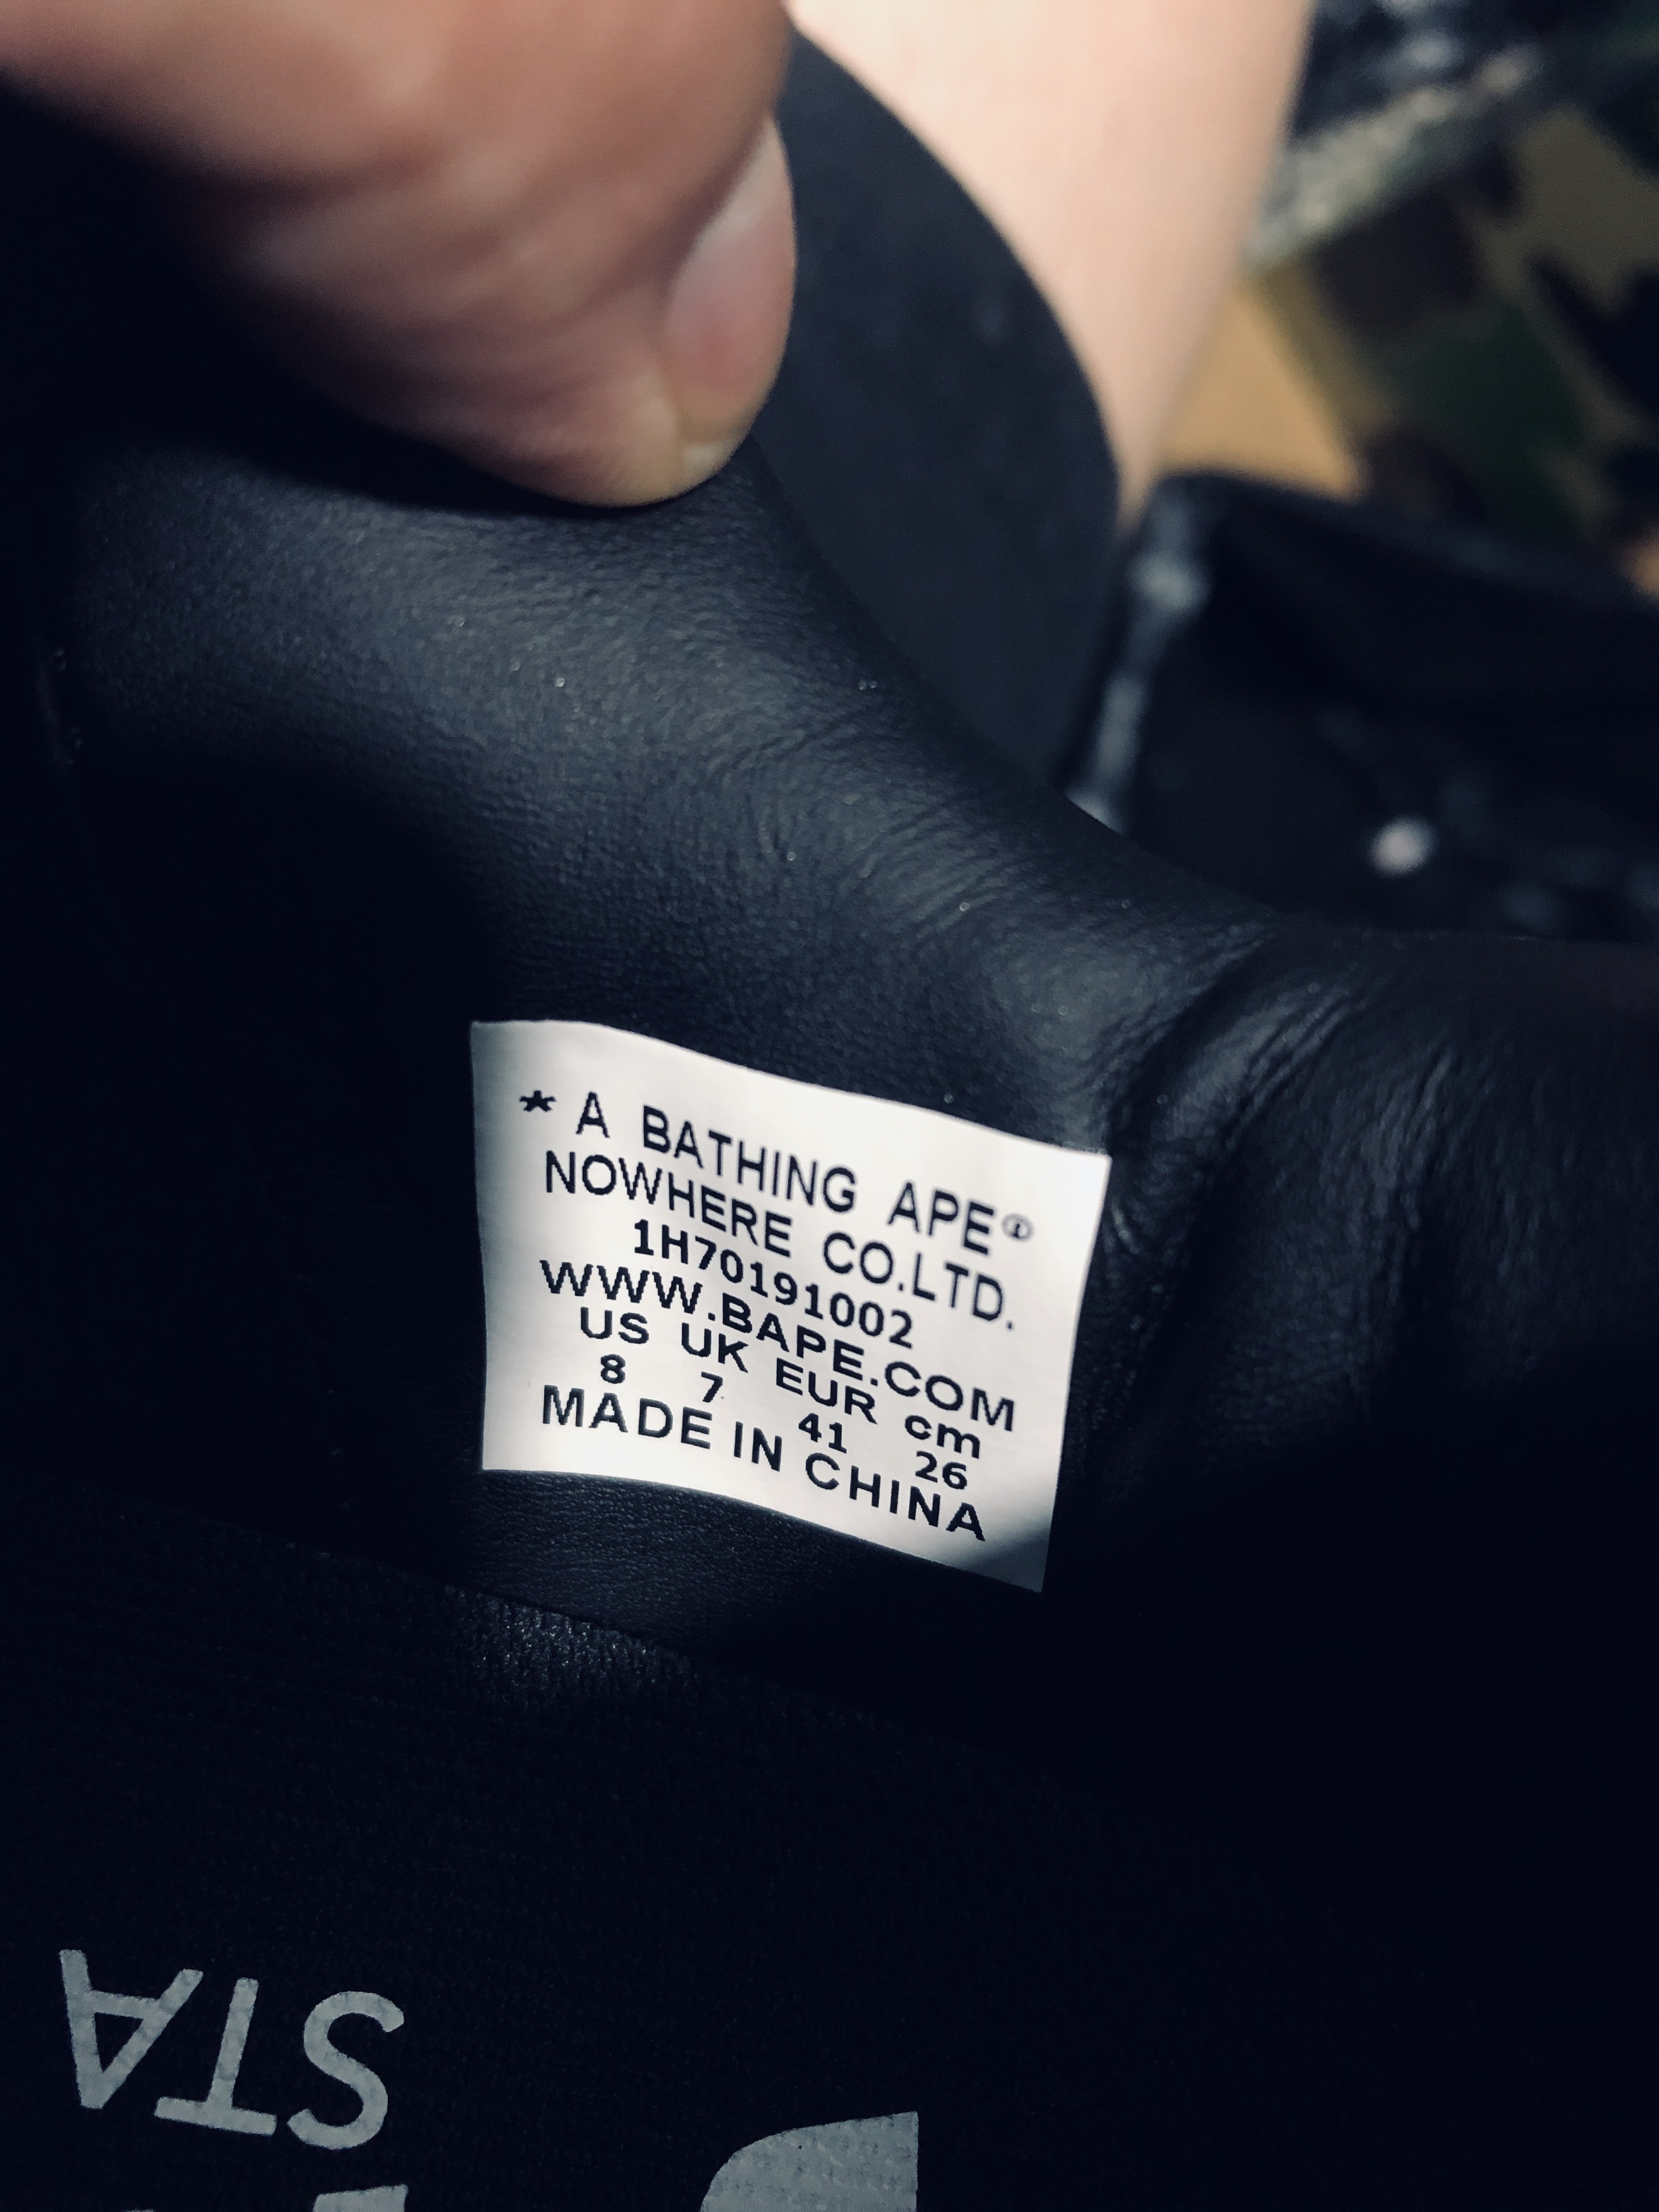 * A BATHING APE®
NOWHERE CO.LTD.
1H70191002
WWW.BAPE.COM
US UK EUR cm
8 7 41 26
MADE IN CHINA
STA